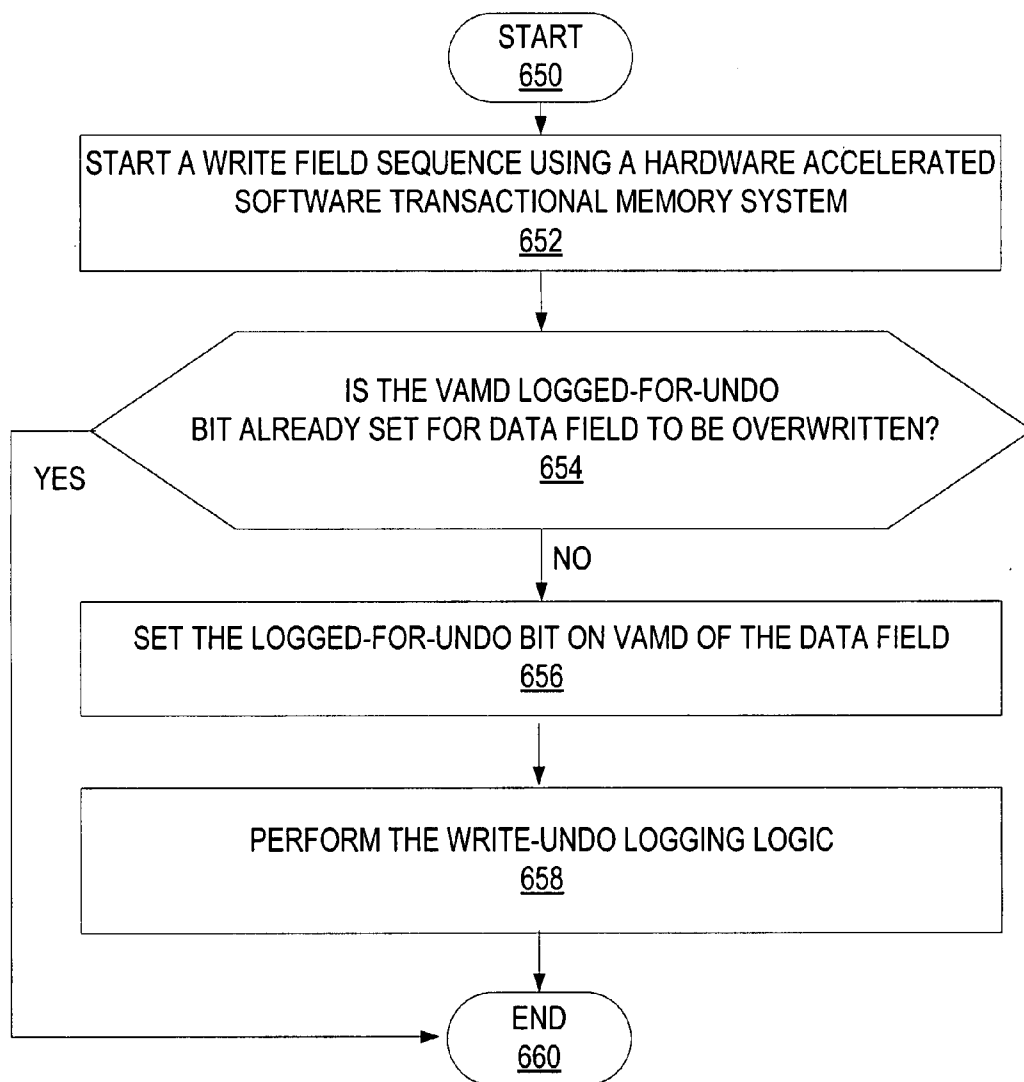 START
650
START A WRITE FIELD SEQUENCE USING A HARDWARE ACCELERATED
SOFTWARE TRANSACTIONAL MEMORY SYSTEM
652
IS THE VAMD LOGGED-FOR-UNDO
BIT ALREADY SET FOR DATA FIELD TO BE OVERWRITTEN?
654
YES
NO
SET THE LOGGED-FOR-UNDO BIT ON VAMD OF THE DATA FIELD
656
PERFORM THE WRITE-UNDO LOGGING LOGIC
658
END
660